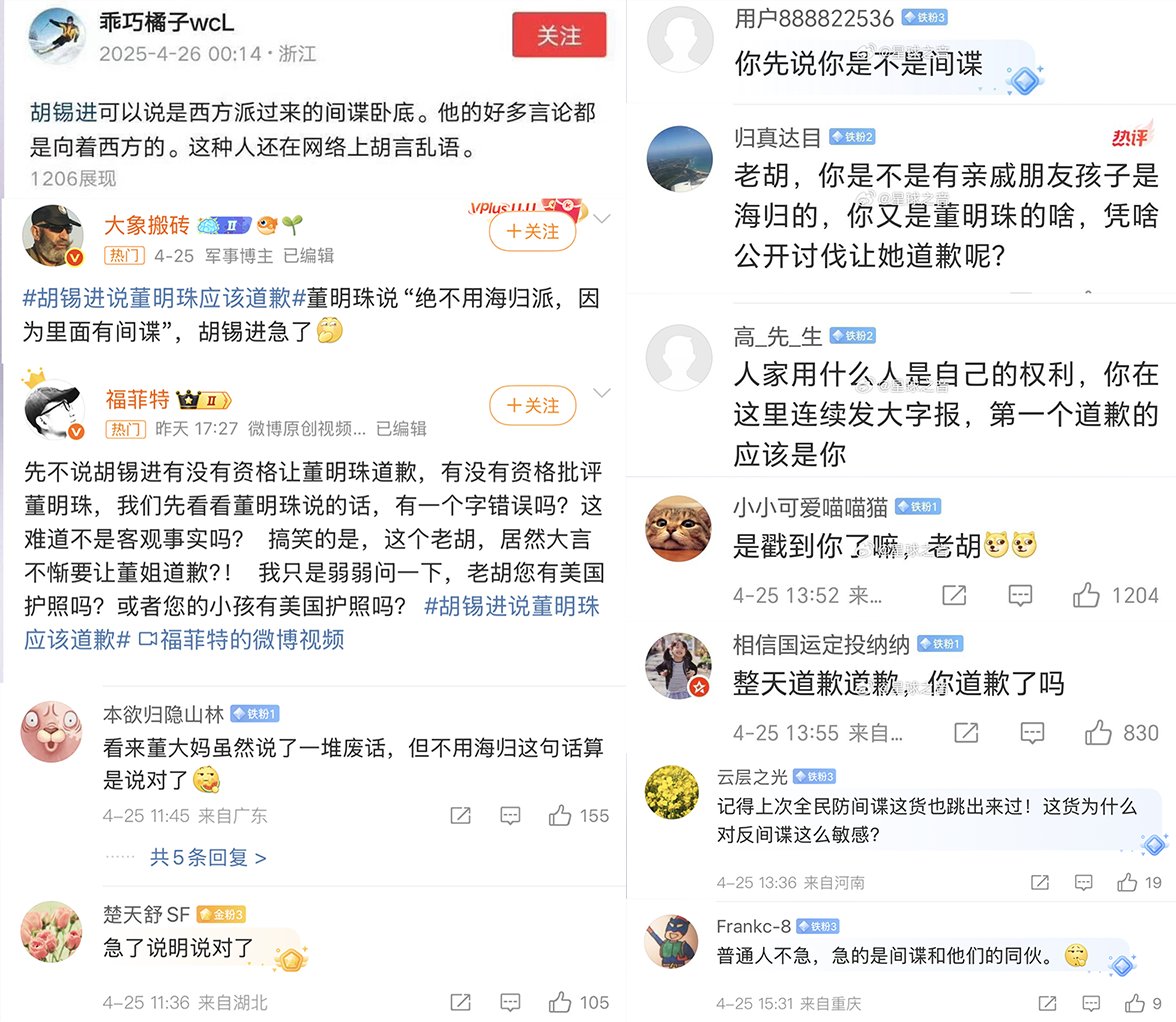 乖巧橘子wcL
2025-4-26 00:14·浙江
关注
胡锡进可以说是西方派过来的间谍卧底。他的好多言论都
是向着西方的。这种人还在网络上胡言乱语。
1206展现
大象搬砖
II
VPlus11.11
+关注
热门 4-25 军事博主 已编辑
#胡锡进说董明珠应该道歉#董明珠说“绝不用海归派，因
为里面有间谍”，胡锡进急了
福菲特
II
+关注
热门 昨天 17:27 微博原创视频... 已编辑
先不说胡锡进有没有资格让董明珠道歉，有没有资格批评
董明珠，我们先看看董明珠说的话，有一个字错误吗？这
难道不是客观事实吗？ 搞笑的是，这个老胡，居然大言
不惭要让董姐道歉？！ 我只是弱弱问一下，老胡您有美国
护照吗？或者您的小孩有美国护照吗？ #胡锡进说董明珠
应该道歉# 福菲特的微博视频
本欲归隐山林 铁粉1
看来董大妈虽然说了一堆废话，但不用海归这句话算
是说对了
4-25 11:45 来自广东
155
...... 共5条回复 >
楚天舒SF 金粉3
急了说明说对了
4-25 11:36 来自湖北
105
用户888822536 铁粉3
你先说你是不是间谍
@星球之音
归真达目 铁粉2
热评
老胡，你是不是有亲戚朋友孩子是
海归的，你又是董明珠的啥，凭啥
@星球之音
公开讨伐让她道歉呢？
高_先_生 铁粉2
人家用什么人是自己的权利，你在
@星球之音
这里连续发大字报，第一个道歉的
应该是你
小小可爱喵喵猫 铁粉1
是戳到你了嘛，老胡
@星球之音
4-25 13:52 来...
1204
相信国运定投纳纳 铁粉1
整天道歉道歉，你道歉了吗
@星球之音
4-25 13:55 来自...
830
云层之光 铁粉3
记得上次全民防间谍这货也跳出来过！这货为什么
对反间谍这么敏感？
4-25 13:36 来自河南
19
Frankc-8 铁粉3
普通人不急，急的是间谍和他们的同伙。
4-25 15:31 来自重庆
9